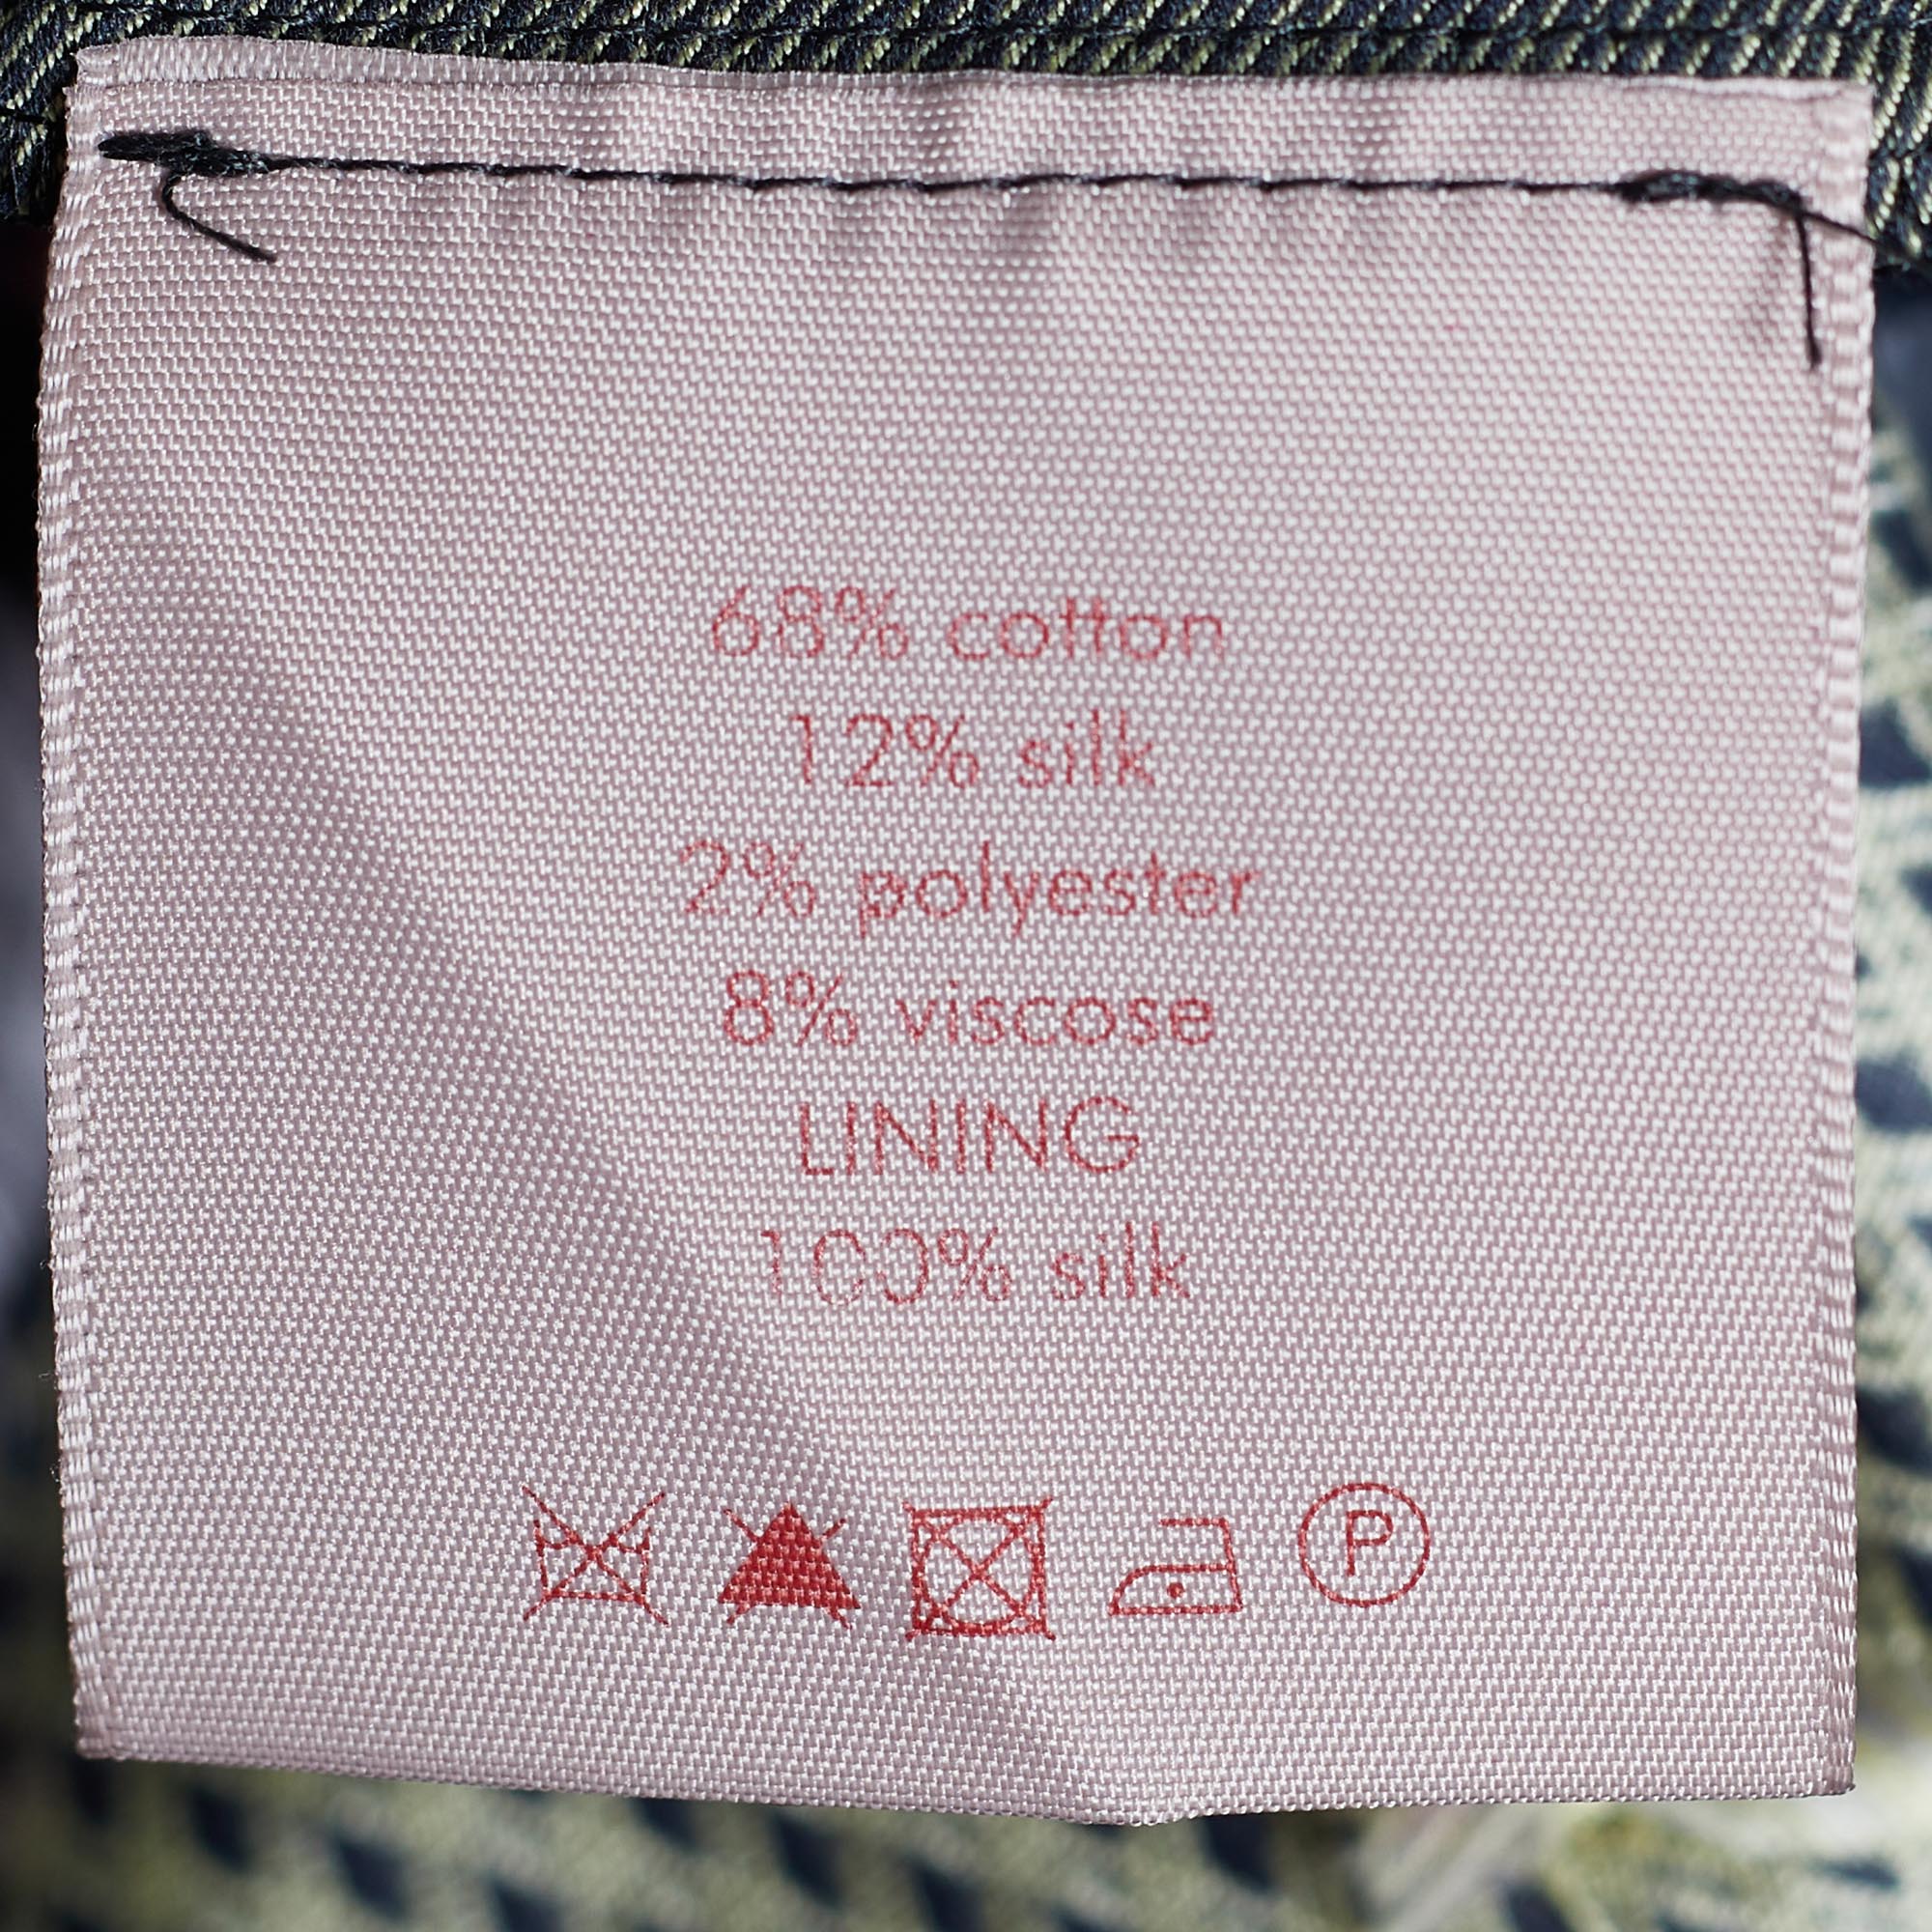 68% cotton
12% silk
2% polyester
8% viscose
LINING
100% silk
P